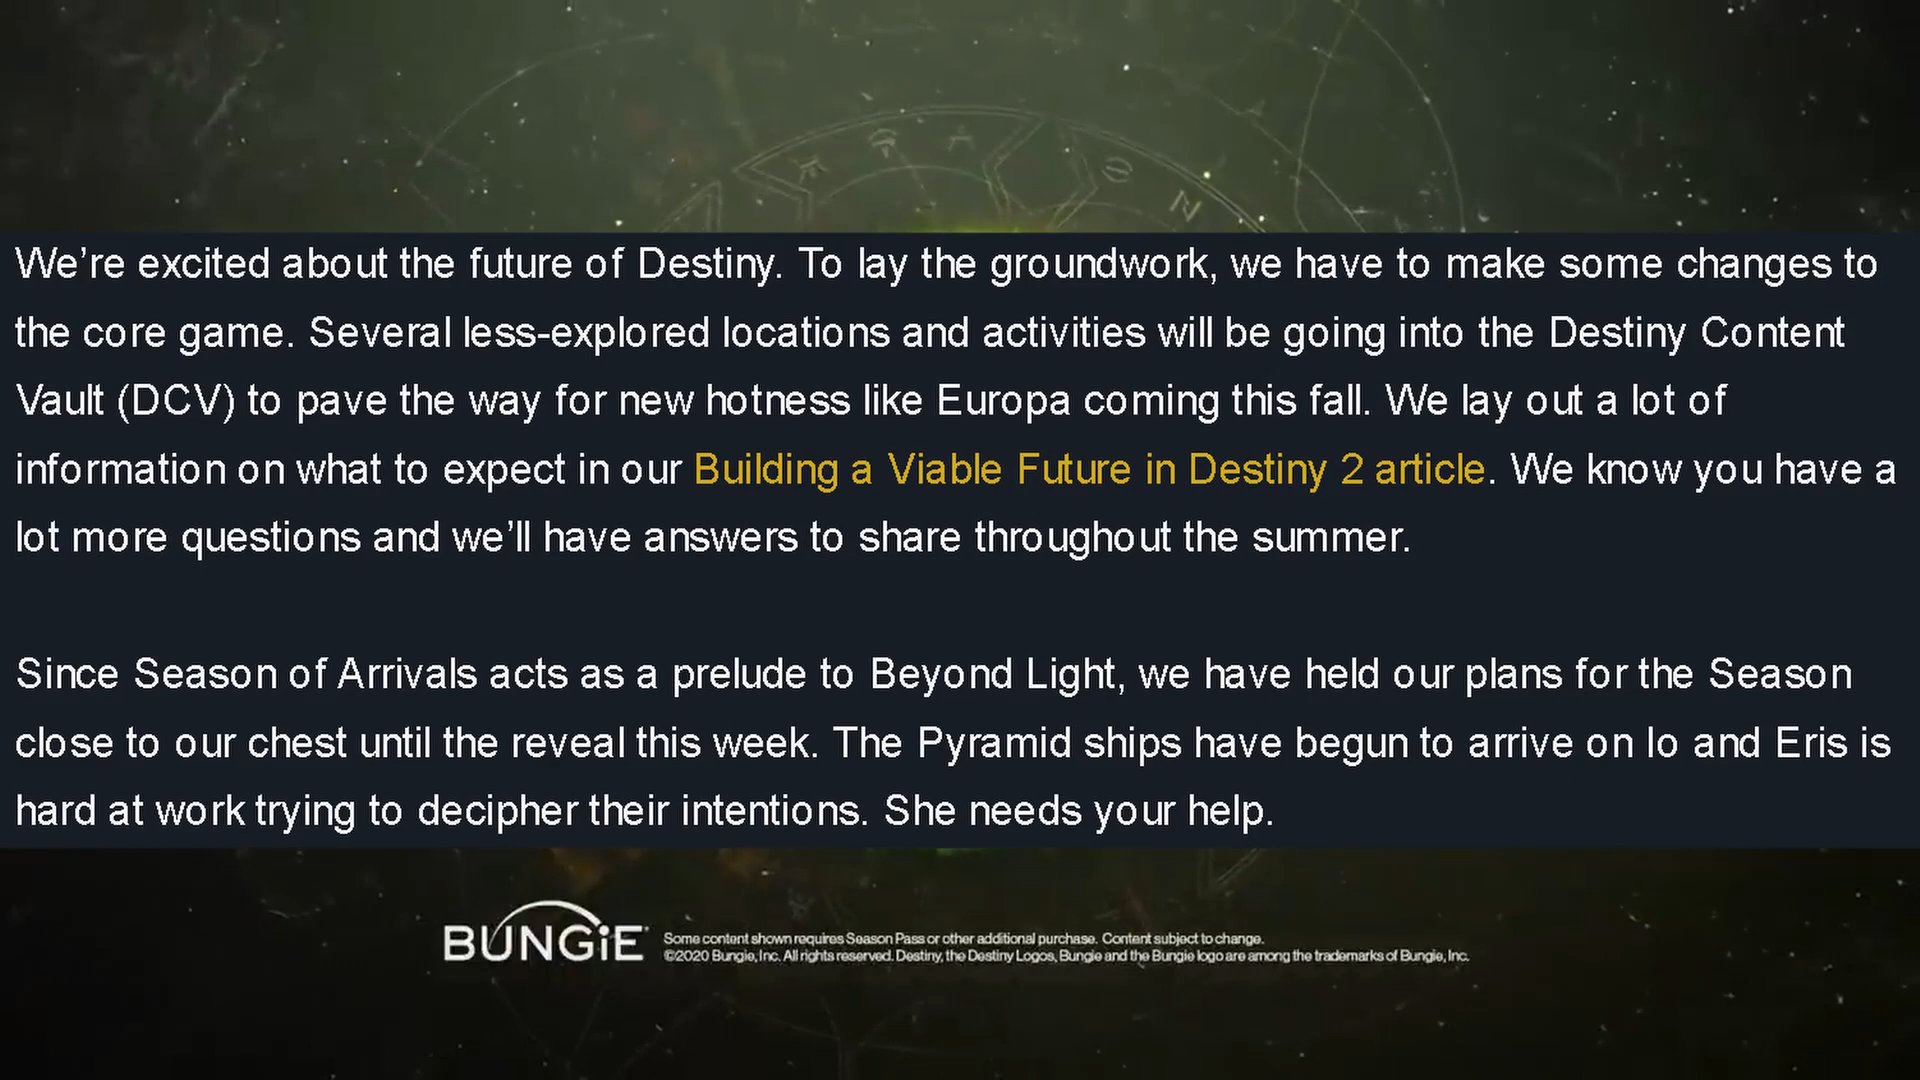 We’re excited about the future of Destiny. To lay the groundwork, we have to make some changes to
the core game. Several less-explored locations and activities will be going into the Destiny Content
Vault (DCV) to pave the way for new hotness like Europa coming this fall. We lay out a lot of
information on what to expect in our Building a Viable Future in Destiny 2 article. We know you have a
lot more questions and we’ll have answers to share throughout the summer.
Since Season of Arrivals acts as a prelude to Beyond Light, we have held our plans for the Season
close to our chest until the reveal this week. The Pyramid ships have begun to arrive on Io and Eris is
hard at work trying to decipher their intentions. She needs your help.
BUNGiE
Some content shown requires Season Pass or other additional purchase. Content subject to change.
©2020 Bungie, Inc. All rights reserved. Destiny, the Destiny Logos, Bungie and the Bungie logo are among the trademarks of Bungie, Inc.